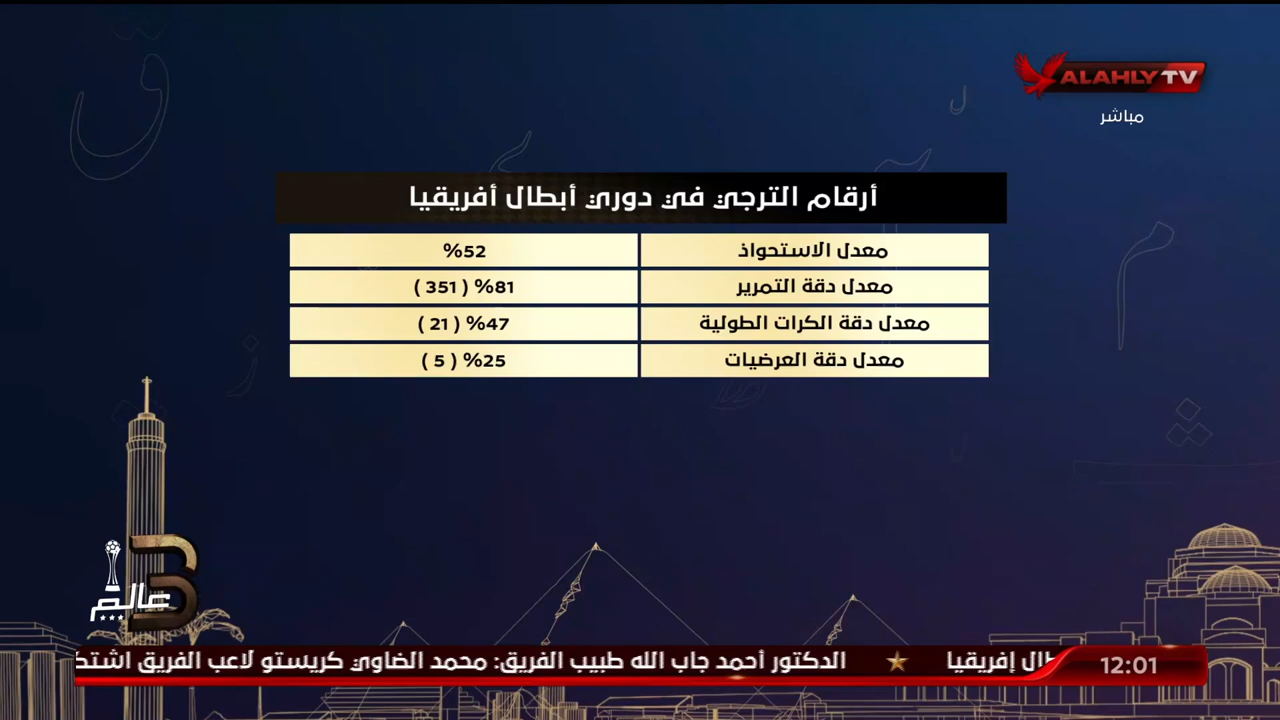 ALAHLY TV
مباشر
أرقام الترجي في دوري أبطال أفريقيا
معدل الاستحواذ %52
معدل دقة التمرير %81 ( 351 )
معدل دقة الكرات الطولية %47 ( 21 )
معدل دقة العرضيات %25 ( 5 )
عالم
12:01
إفريقيا ★ الدكتور أحمد جاب الله طبيب الفريق: محمد الضاوي كريستو لاعب الفريق